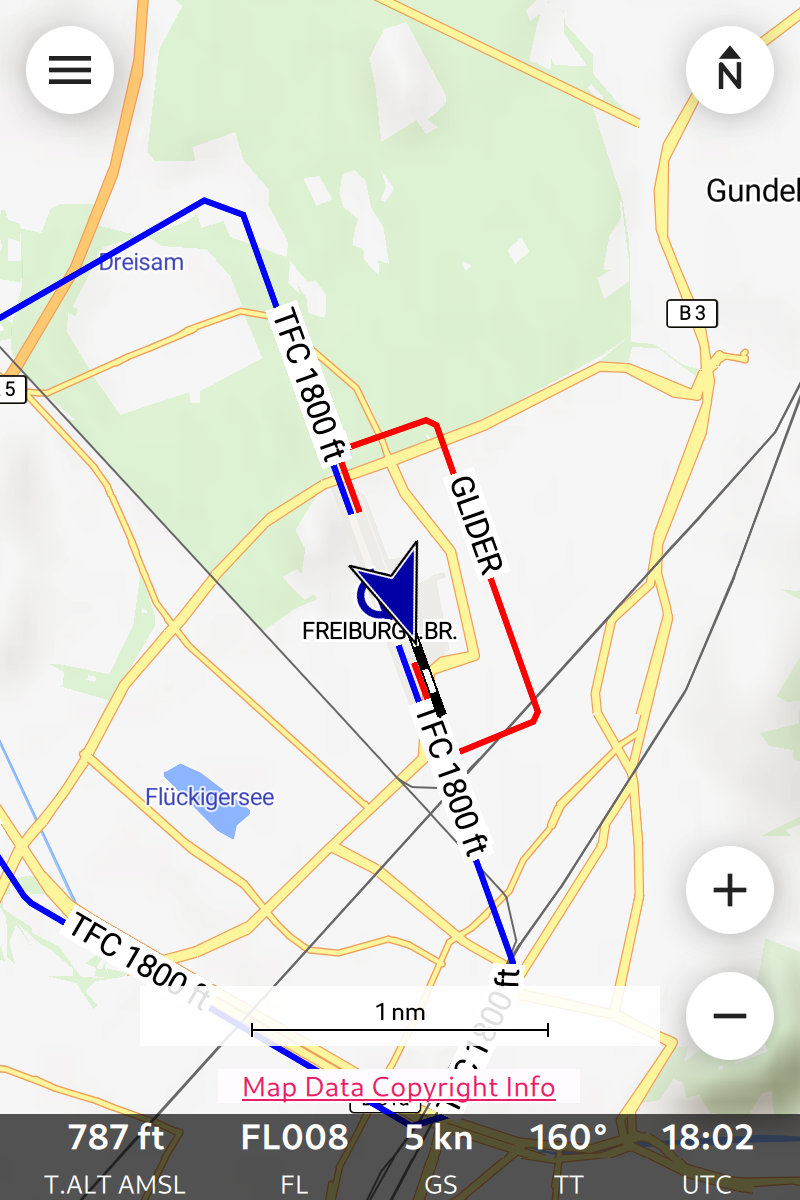 N
Gundel
Dreisam
B 3
TFC 1800 ft
5
GLIDER
FREIBURG
BR.
TFC 1800 ft
Flückigersee
TFC 1800 ft
1800 ft
1 nm
Map Data Copyright Info
787 ft FL008 5 kn 160° 18:02
T.ALT AMSL FL GS TT UTC